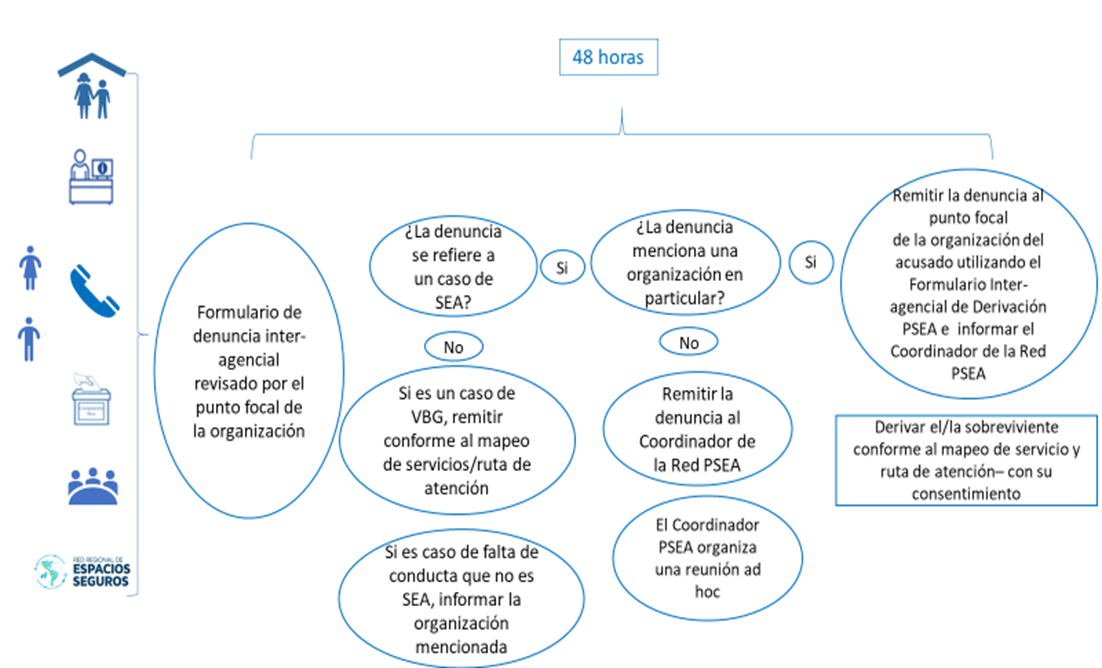 48 horas
RED REGIONAL DE
ESPACIOS
SEGUROS
Formulario de
denuncia inter-
agencial
revisado por el
punto focal de
la organización
¿La denuncia
se refiere a
un caso de
SEA?
Si
No
Si es un caso de
VBG, remitir
conforme al mapeo
de servicios/ruta de
atención
Si es caso de falta de
conducta que no es
SEA, informar la
organización
mencionada
¿La denuncia
menciona una
organización en
particular?
Si
No
Remitir la
denuncia al
Coordinador de
la Red PSEA
El Coordinador
PSEA organiza
una reunión ad
hoc
Remitir la denuncia al
punto focal
de la organización del
acusado utilizando el
Formulario Inter-
agencial de Derivación
PSEA e informar el
Coordinador de la Red
PSEA
Derivar el/la sobreviviente
conforme al mapeo de servicio y
ruta de atención– con su
consentimiento